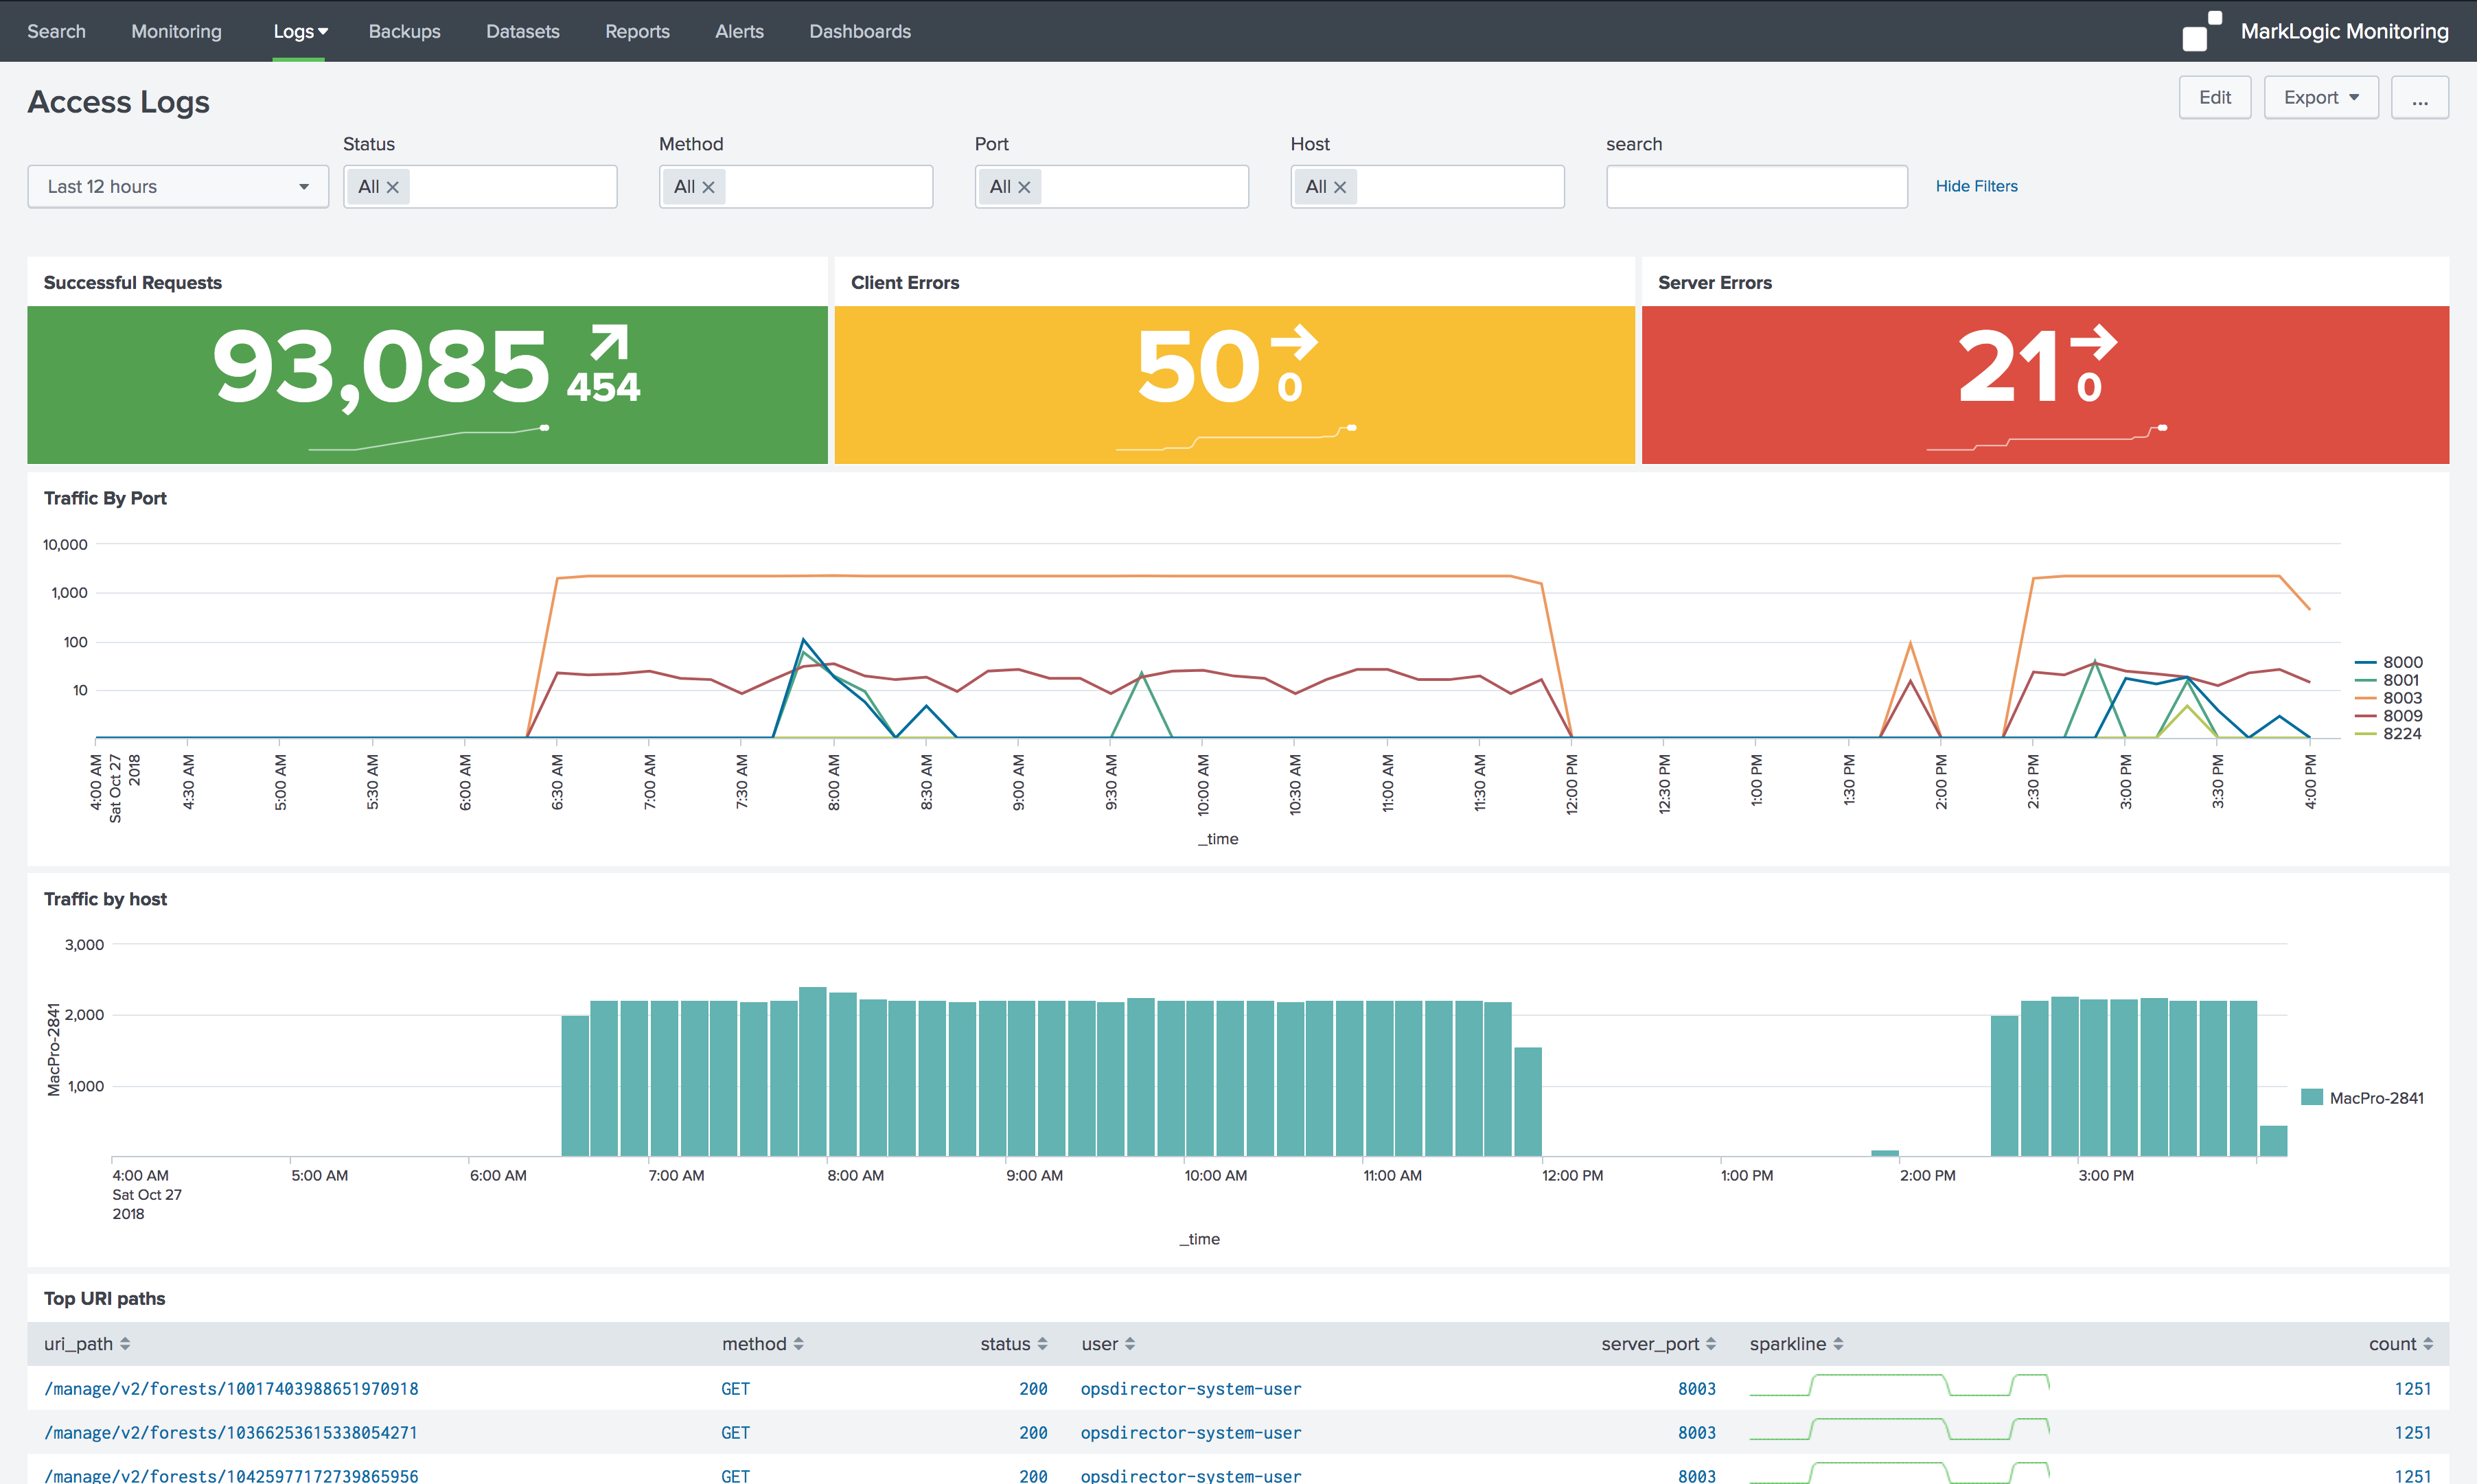 Search Monitoring Logs Backups Datasets Reports Alerts Dashboards MarkLogic Monitoring
Access Logs
Edit Export ...
Status Method Port Host search
Last 12 hours All All All All Hide Filters
Successful Requests Client Errors Server Errors
93,085 454 50 0 21 0
Traffic By Port
10,000
1,000
100
10
8000
8001
8003
8009
8224
4:00 AM
Sat Oct 27
2018
4:30 AM
5:00 AM
5:30 AM
6:00 AM
6:30 AM
7:00 AM
7:30 AM
8:00 AM
8:30 AM
9:00 AM
9:30 AM
10:00 AM
10:30 AM
11:00 AM
11:30 AM
12:00 PM
12:30 PM
1:00 PM
1:30 PM
2:00 PM
2:30 PM
3:00 PM
3:30 PM
4:00 PM
_time
Traffic by host
MacPro-2841
3,000
2,000
1,000
MacPro-2841
4:00 AM 5:00 AM 6:00 AM 7:00 AM 8:00 AM 9:00 AM 10:00 AM 11:00 AM 12:00 PM 1:00 PM 2:00 PM 3:00 PM
Sat Oct 27
2018
_time
Top URI paths
uri_path method status user server_port sparkline count
/manage/v2/forests/10017403988651970918 GET 200 opsdirector-system-user 8003 1251
/manage/v2/forests/10366253615338054271 GET 200 opsdirector-system-user 8003 1251
/manage/v2/forests/10425977172739865956 GET 200 opsdirector-system-user 8003 1251